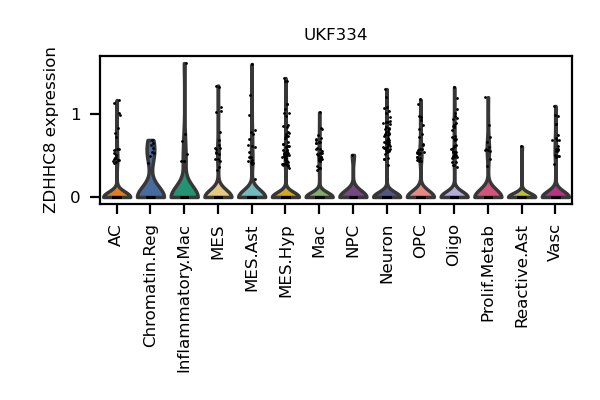 UKF334
ZDHHC8 expression
1
0
AC
Chromatin.Reg
Inflammatory.Mac
MES
MES.Ast
MES.Hyp
Mac
NPC
Neuron
OPC
Oligo
Prolif.Metab
Reactive.Ast
Vasc